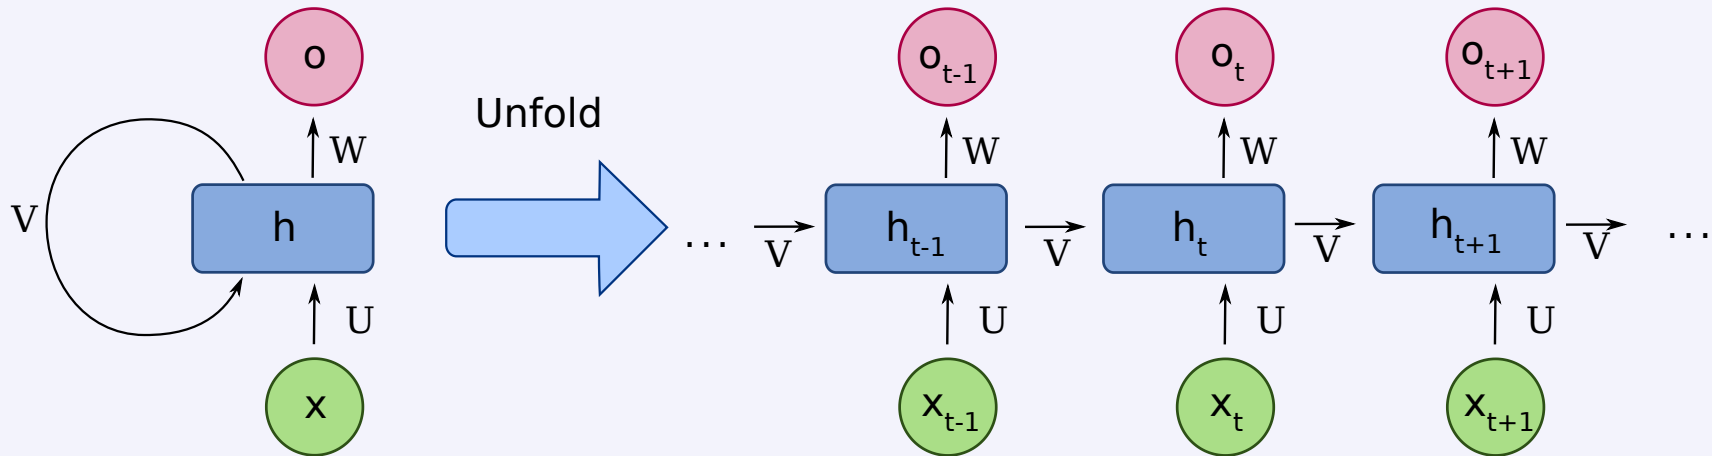 o
W
V
h
U
x
Unfold
...
V
o_{t-1}
W
h_{t-1}
U
x_{t-1}
V
o_t
W
h_t
U
x_t
V
o_{t+1}
W
h_{t+1}
U
x_{t+1}
V
...